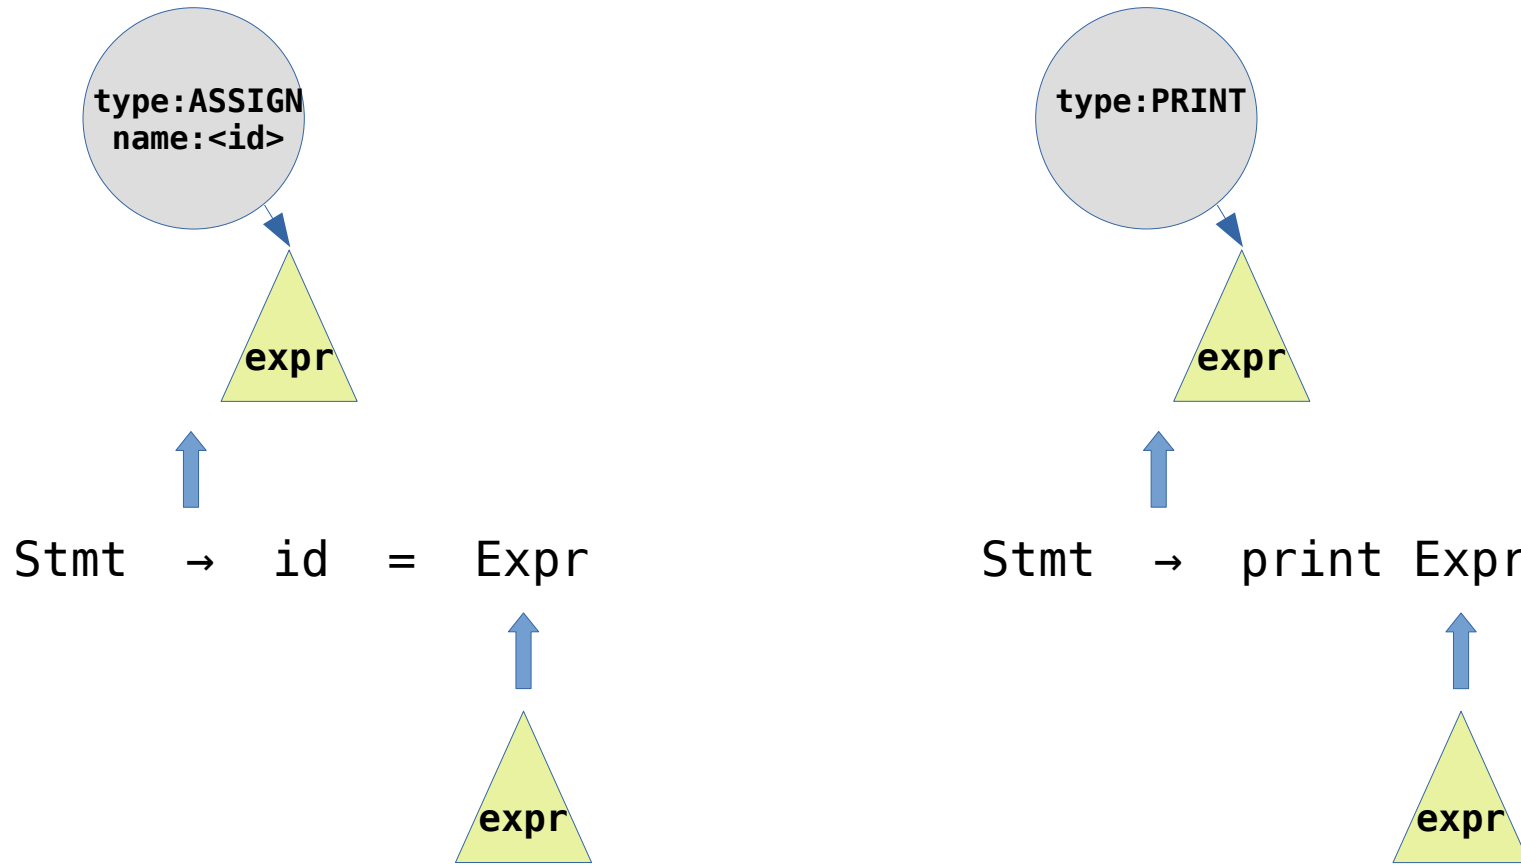 type:ASSIGN
name:<id>
expr
Stmt → id = Expr
expr
type:PRINT
expr
Stmt → print Expr
expr